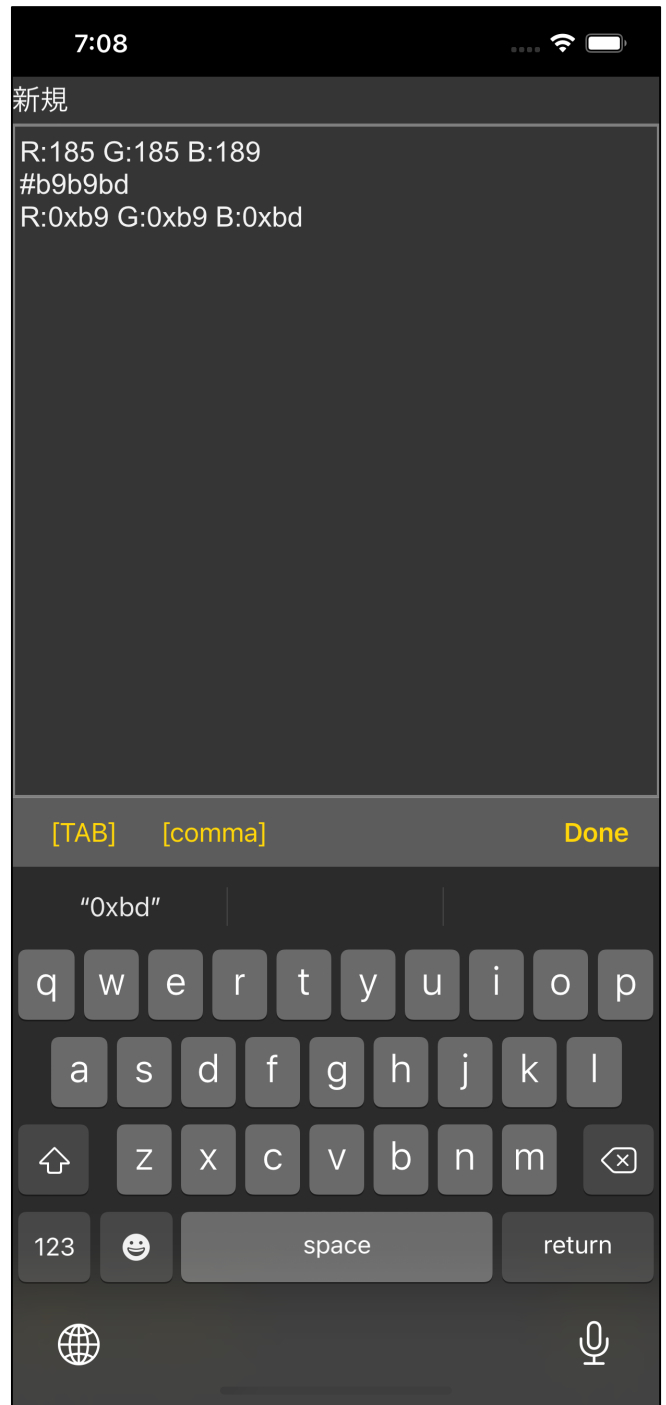 7:08
新規
R:185 G:185 B:189
#b9b9bd
R:0xb9 G:0xb9 B:0xbd
[TAB] [comma] Done
“0xbd”
q w e r t y u i o p
a s d f g h j k l
z x c v b n m
123 space return